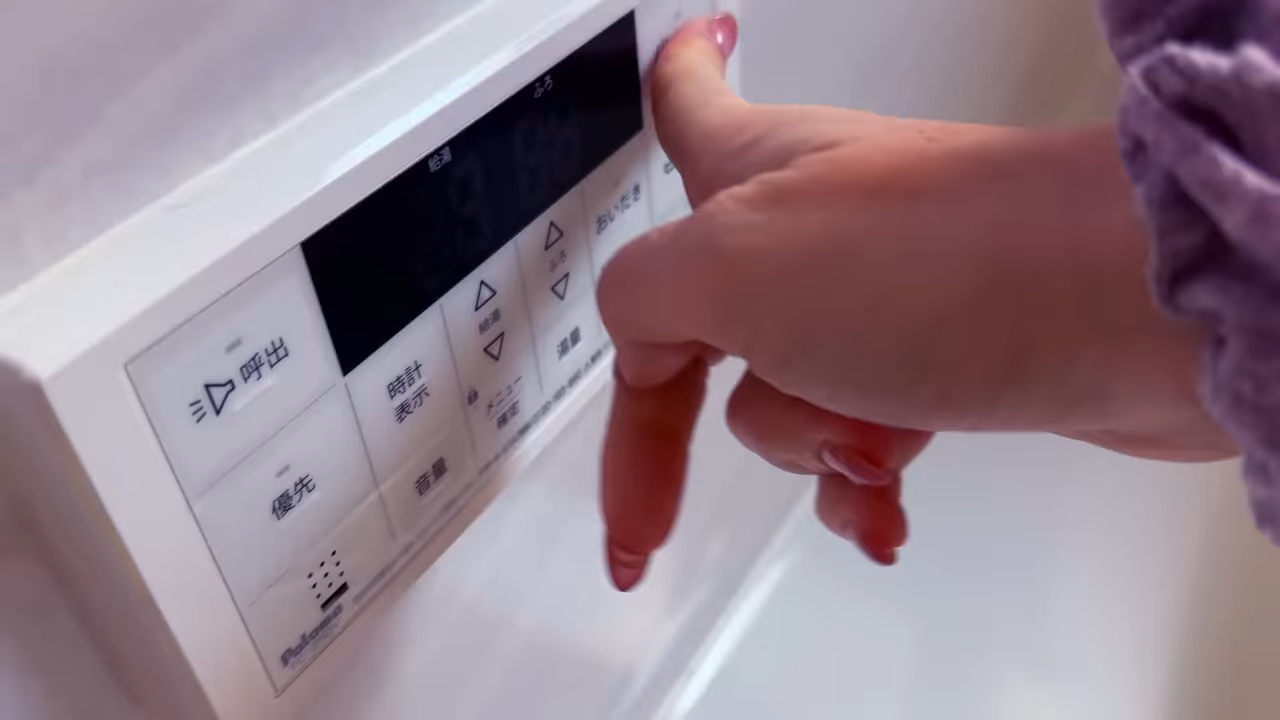 ふろ
給湯
呼出
時計
表示
給湯
ふろ
おいだき
優先
音量
メニュー
確定
湯量
Paloma